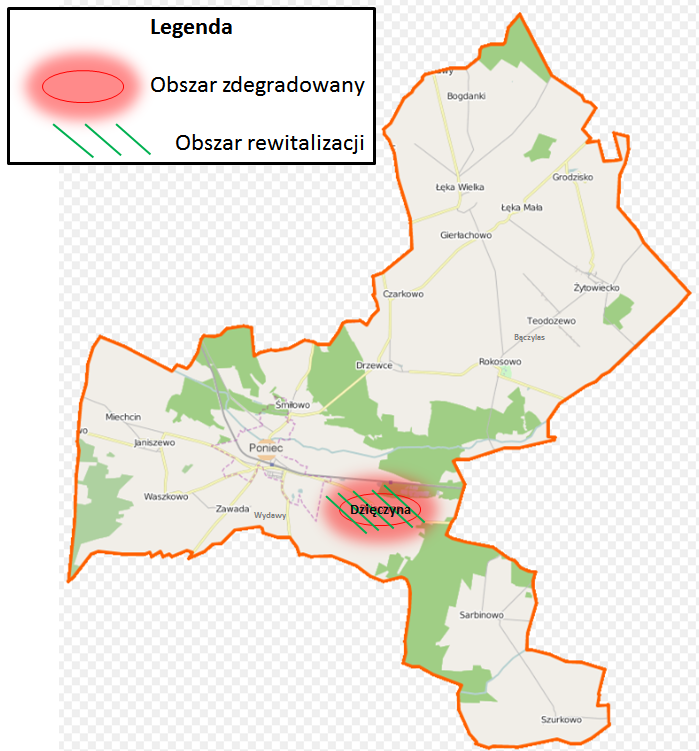 Legenda
Obszar zdegradowany
Obszar rewitalizacji
Bogdanki
Grodzisko
Łęka Wielka
Łęka Mała
Gierłachowo
Żytowiecko
Czarkowo
Teodozewo
Bączylas
Rokosowo
Drzewce
Śmiłowo
Miechcin
Janiszewo
Poniec
Waszkowo
Zawada
Wydawy
Dzięczyna
Sarbinowo
Szurkowo